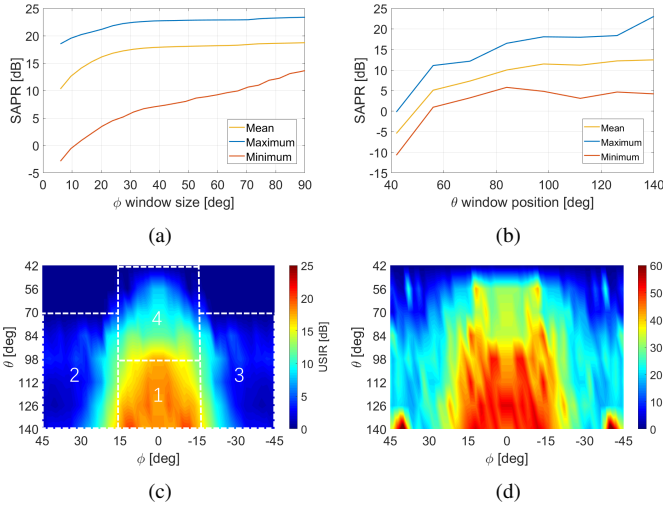 25
20
15
10
5
0
-5
SAPR [dB]
Mean
Maximum
Minimum
0 10 20 30 40 50 60 70 80 90
ϕ window size [deg]
(a)
25
20
15
10
5
0
-5
-10
-15
SAPR [dB]
Mean
Maximum
Minimum
40 60 80 100 120 140
θ window position [deg]
(b)
42
56
70
84
98
112
126
140
θ [deg]
4
2
3
1
45 30 15 0 -15 -30 -45
ϕ [deg]
25
20
15
10
5
0
USIR [dB]
(c)
42
56
70
84
98
112
126
140
θ [deg]
45 30 15 0 -15 -30 -45
ϕ [deg]
60
50
40
30
20
10
0
(d)